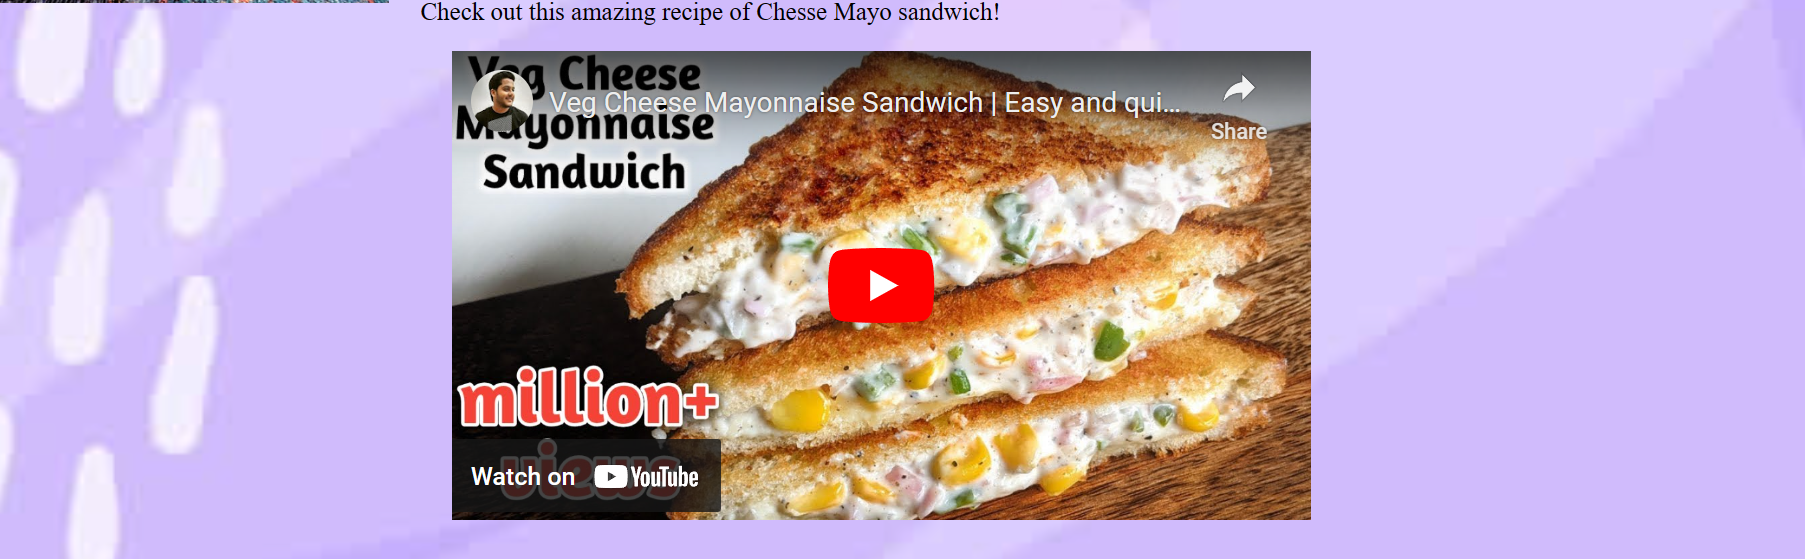 Check out this amazing recipe of Chesse Mayo sandwich!
Veg Cheese
Mayonnaise
Sandwich
Veg Cheese Mayonnaise Sandwich | Easy and qui...
Share
million+
views
Watch on YouTube